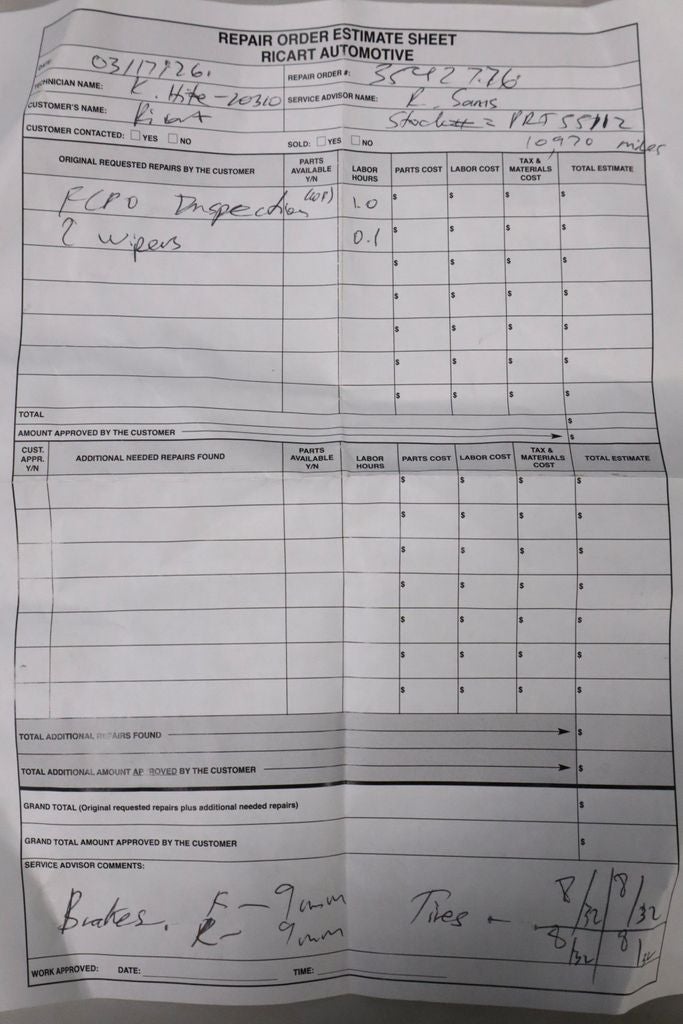 REPAIR ORDER ESTIMATE SHEET
RICART AUTOMOTIVE
DATE: 03/17/26.
REPAIR ORDER #:
TECHNICIAN NAME: K. Hite - 20310
SERVICE ADVISOR NAME: R. Sams
CUSTOMER'S NAME: Ricart
Stock# = PRT55112
CUSTOMER CONTACTED: ☐ YES ☐ NO
SOLD: ☐ YES ☐ NO
10,970 miles
ORIGINAL REQUESTED REPAIRS BY THE CUSTOMER PARTS AVAILABLE Y/N LABOR HOURS PARTS COST LABOR COST TAX & MATERIALS COST TOTAL ESTIMATE
FCPO Inspection 1.0 $ $ $ $
2 wipers 0.1 $ $ $ $
$ $ $ $
$ $ $ $
$ $ $ $
$ $ $ $
$ $ $ $
TOTAL $
AMOUNT APPROVED BY THE CUSTOMER $
CUST. APPR. Y/N ADDITIONAL NEEDED REPAIRS FOUND PARTS AVAILABLE Y/N LABOR HOURS PARTS COST LABOR COST TAX & MATERIALS COST TOTAL ESTIMATE
$ $ $ $
$ $ $ $
$ $ $ $
$ $ $ $
$ $ $ $
$ $ $ $
$ $ $ $
TOTAL ADDITIONAL REPAIRS FOUND $
TOTAL ADDITIONAL AMOUNT APPROVED BY THE CUSTOMER $
GRAND TOTAL (Original requested repairs plus additional needed repairs) $
GRAND TOTAL AMOUNT APPROVED BY THE CUSTOMER $
SERVICE ADVISOR COMMENTS:
Brakes. F - 9mm Tires - 8/32 8/32
R - 9mm 8/32 8/32
WORK APPROVED: DATE: TIME: